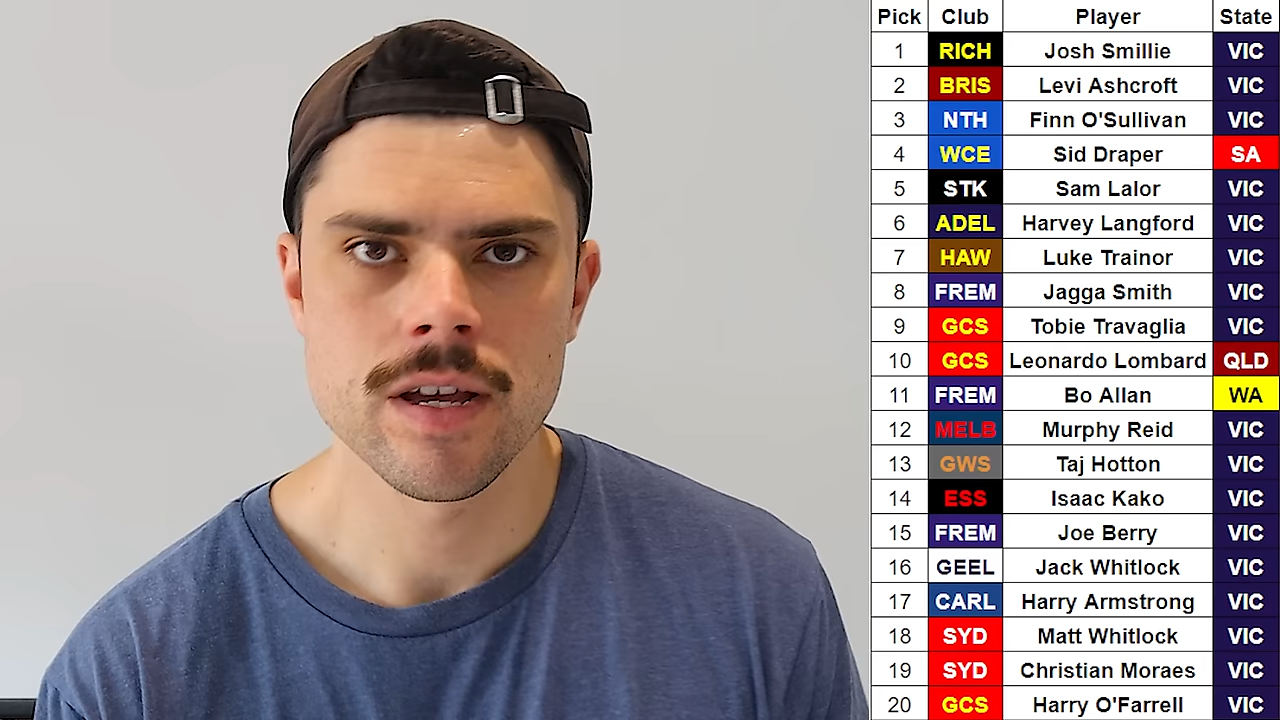 Pick Club Player State
1 RICH Josh Smillie VIC
2 BRIS Levi Ashcroft VIC
3 NTH Finn O'Sullivan VIC
4 WCE Sid Draper SA
5 STK Sam Lalor VIC
6 ADEL Harvey Langford VIC
7 HAW Luke Trainor VIC
8 FREM Jagga Smith VIC
9 GCS Tobie Travaglia VIC
10 GCS Leonardo Lombard QLD
11 FREM Bo Allan WA
12 MELB Murphy Reid VIC
13 GWS Taj Hotton VIC
14 ESS Isaac Kako VIC
15 FREM Joe Berry VIC
16 GEEL Jack Whitlock VIC
17 CARL Harry Armstrong VIC
18 SYD Matt Whitlock VIC
19 SYD Christian Moraes VIC
20 GCS Harry O'Farrell VIC